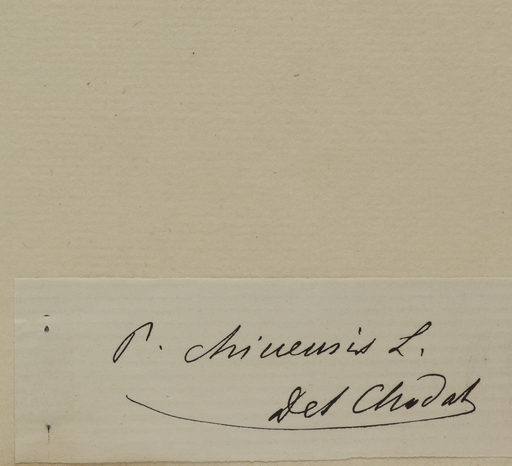 P. chinensis L.
Det Chodat